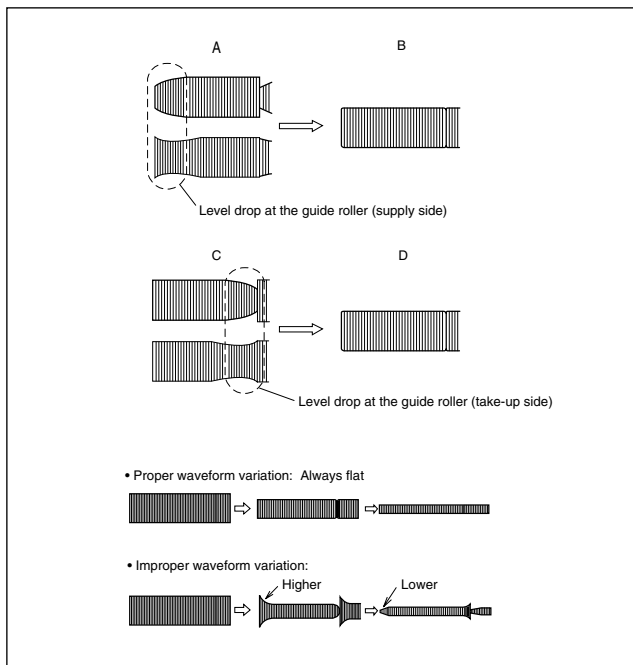 A
B
Level drop at the guide roller (supply side)
C
D
Level drop at the guide roller (take-up side)
• Proper waveform variation: Always flat
• Improper waveform variation:
Higher
Lower